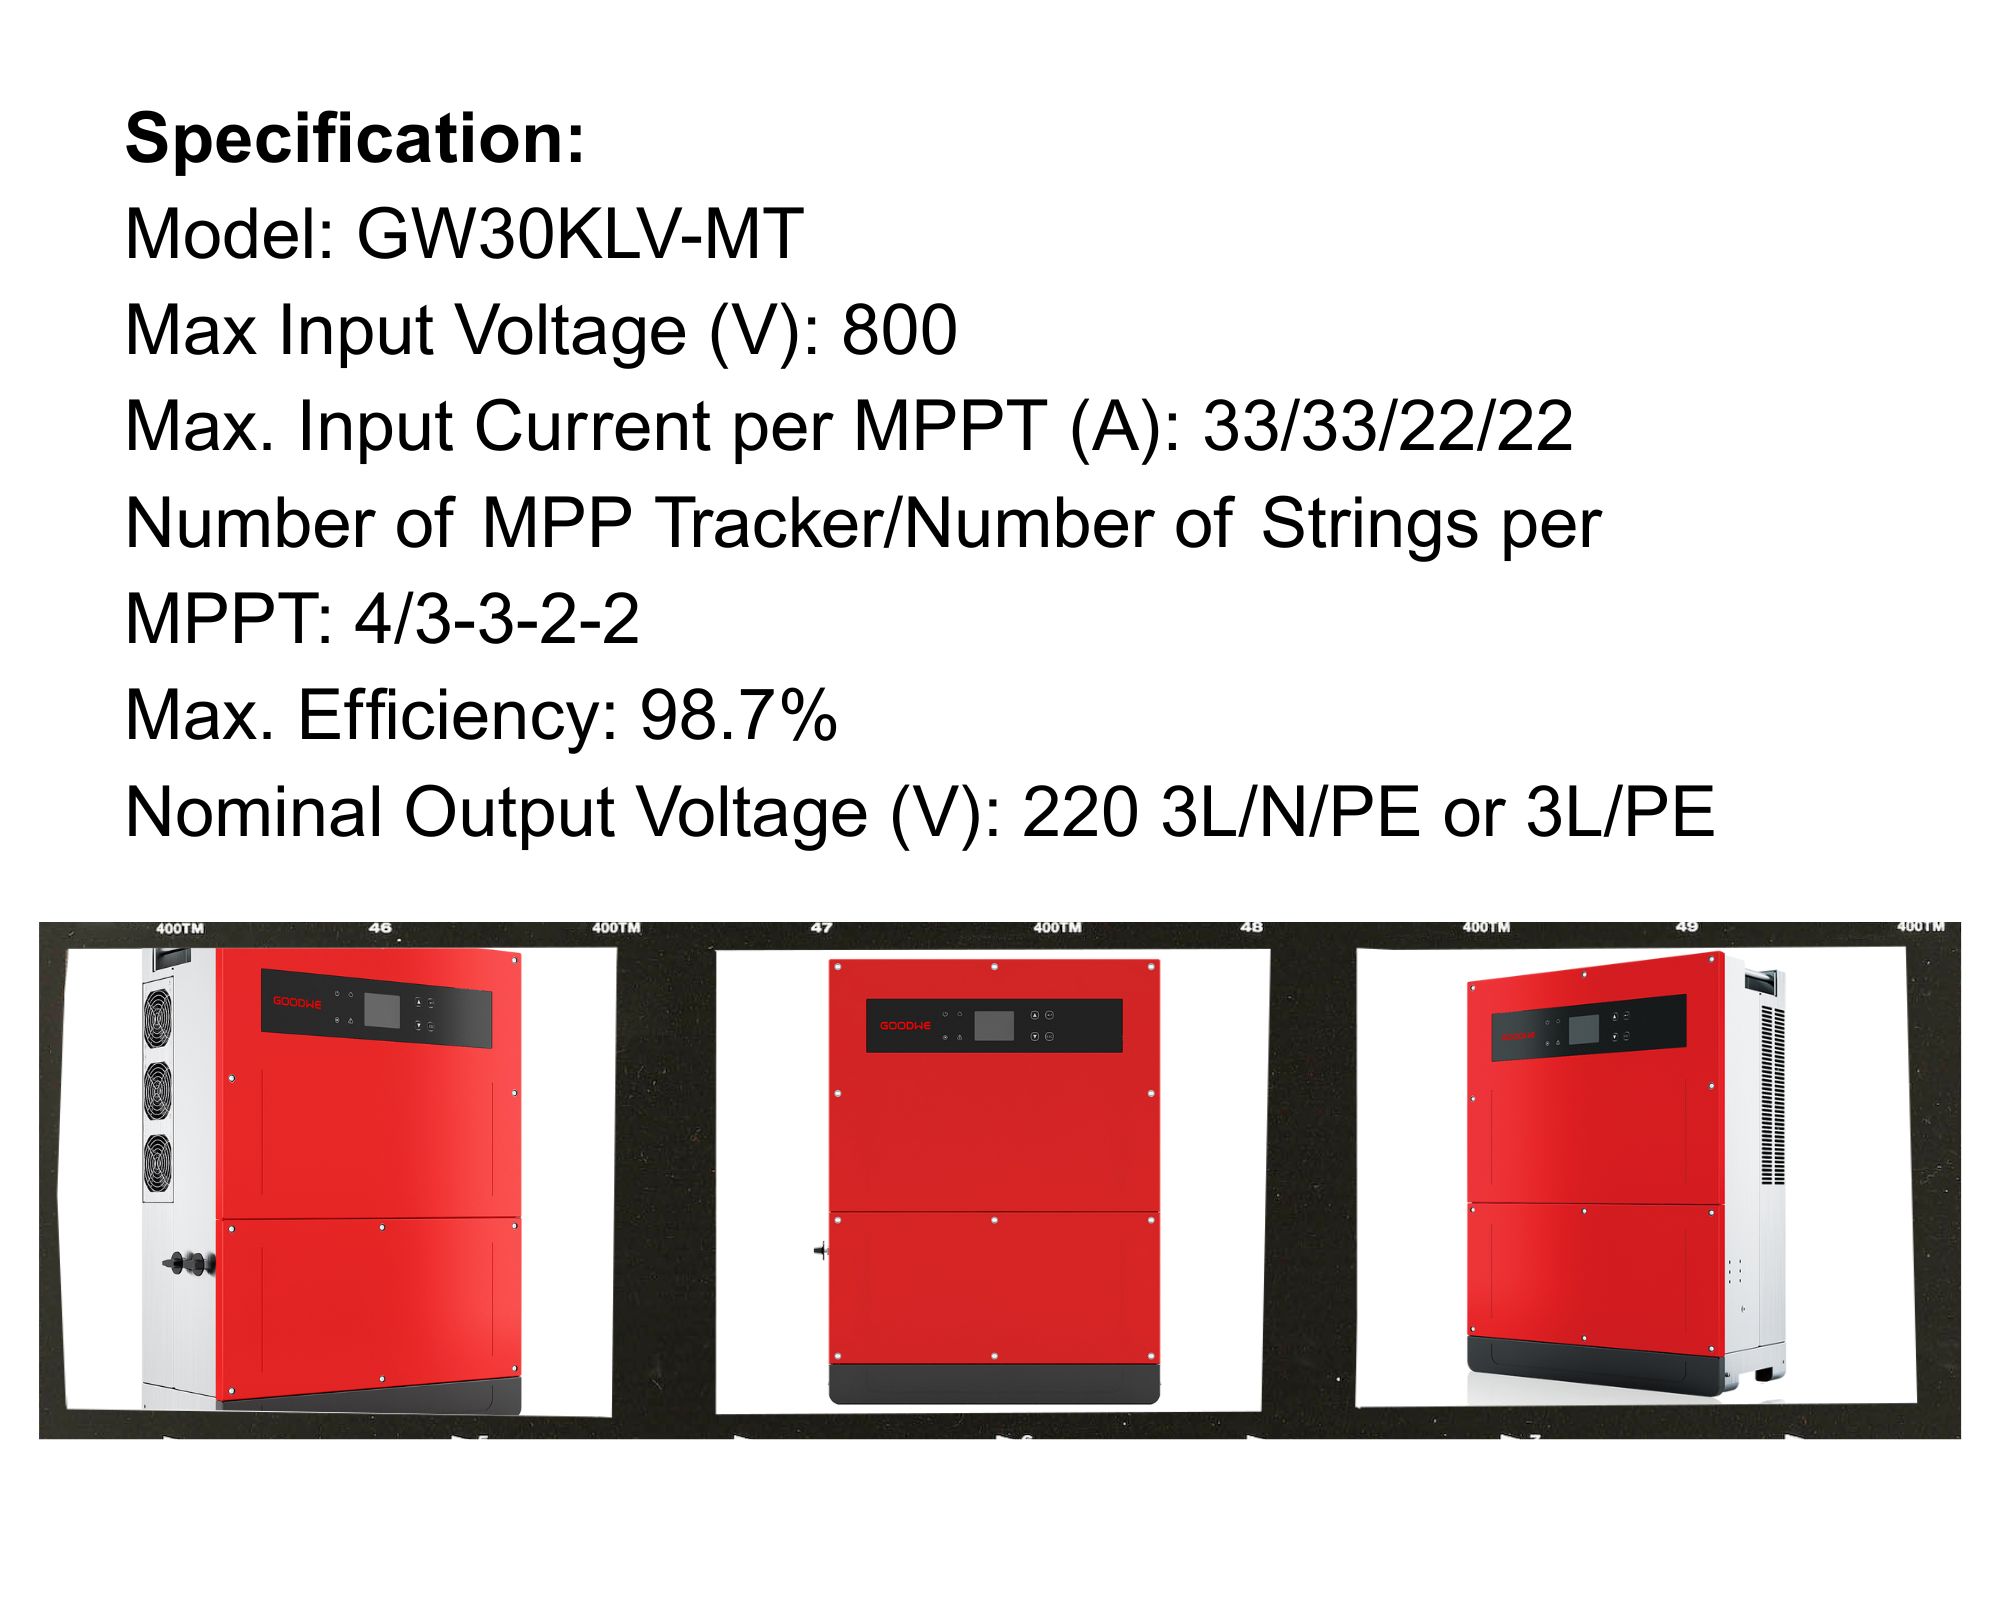 Specification:
Model: GW30KLV-MT
Max Input Voltage (V): 800
Max. Input Current per MPPT (A): 33/33/22/22
Number of MPP Tracker/Number of Strings per
MPPT: 4/3-3-2-2
Max. Efficiency: 98.7%
Nominal Output Voltage (V): 220 3L/N/PE or 3L/PE
400TM 46 400TM 47 400TM 48 400TM 49 400TM
GOODWE
GOODWE
GOODWE